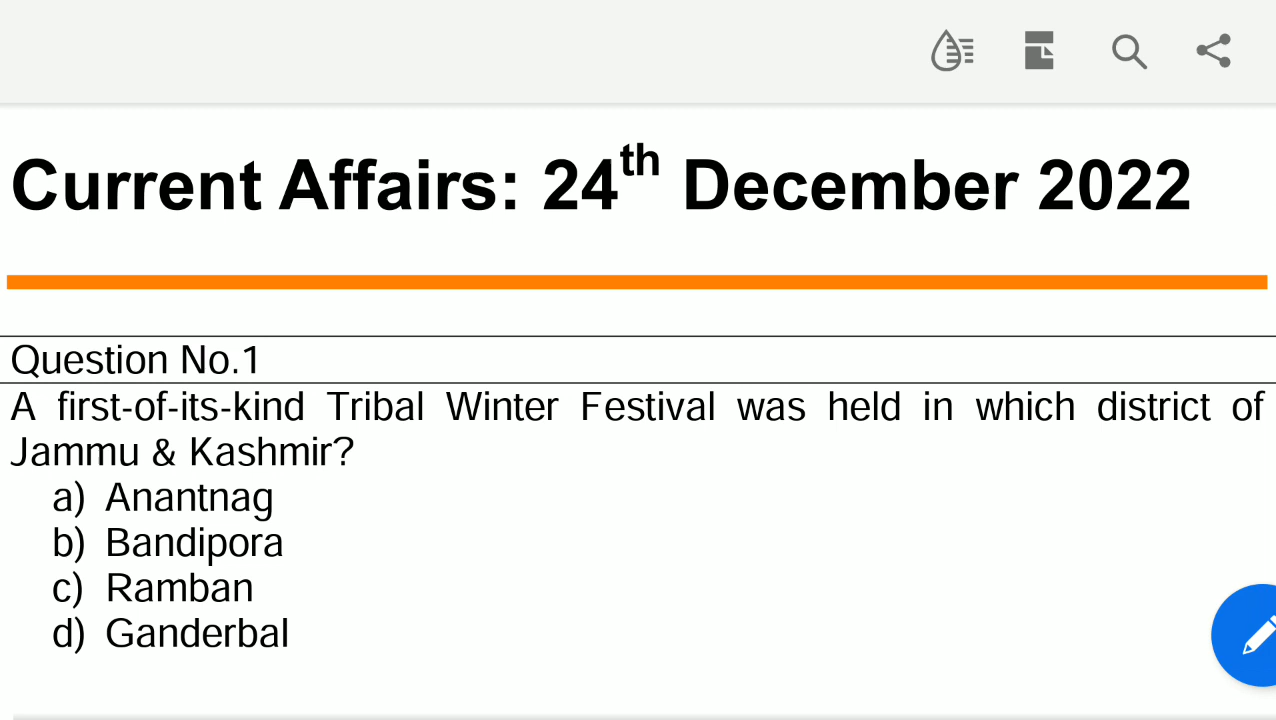 Current Affairs: 24th December 2022
Question No.1
A first-of-its-kind Tribal Winter Festival was held in which district of
Jammu & Kashmir?
a) Anantnag
b) Bandipora
c) Ramban
d) Ganderbal